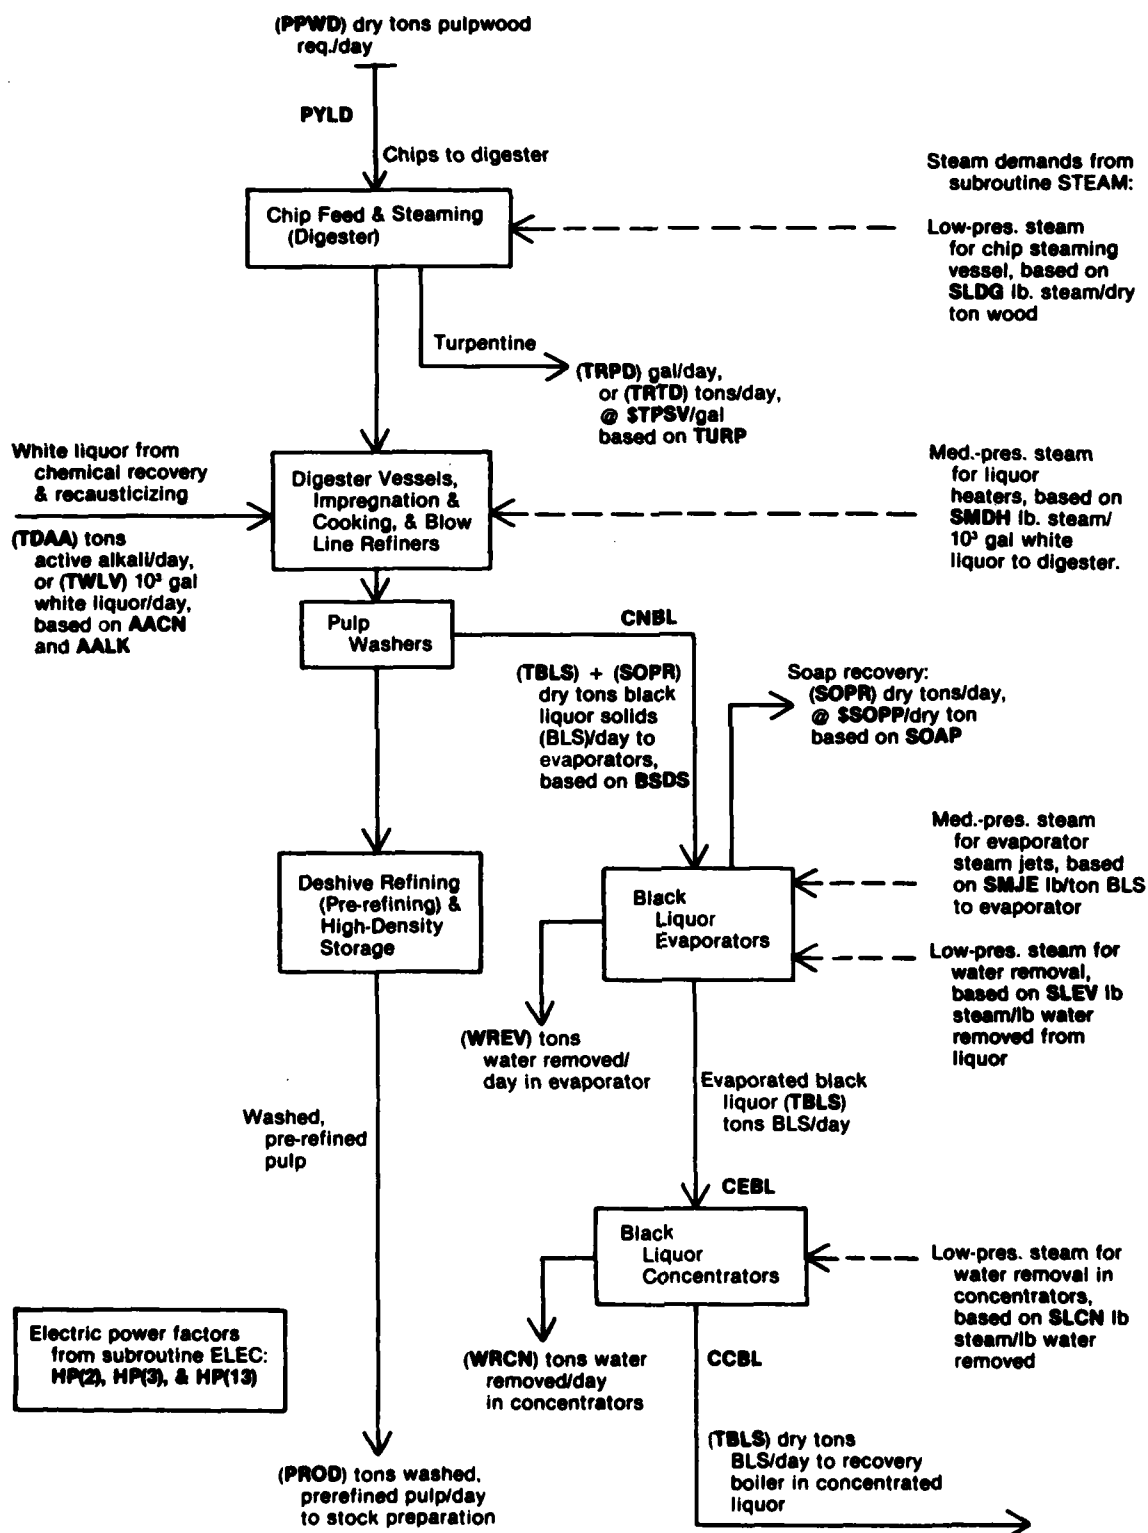 (PPWD) dry tons pulpwood
req./day
PYLD
Chips to digester
Chip Feed & Steaming
(Digester)
Steam demands from
subroutine STEAM:
Low-pres. steam
for chip steaming
vessel, based on
SLDG lb. steam/dry
ton wood
Turpentine
(TRPD) gal/day,
or (TRTD) tons/day,
@ $TPSV/gal
based on TURP
White liquor from
chemical recovery
& recausticizing
(TDAA) tons
active alkali/day,
or (TWLV) 10³ gal
white liquor/day,
based on AACN
and AALK
Digester Vessels,
Impregnation &
Cooking, & Blow
Line Refiners
Med.-pres. steam
for liquor
heaters, based on
SMDH lb. steam/
10³ gal white
liquor to digester.
Pulp
Washers
CNBL
(TBLS) + (SOPR)
dry tons black
liquor solids
(BLS)/day to
evaporators,
based on BSDS
Soap recovery:
(SOPR) dry tons/day,
@ $SOPP/dry ton
based on SOAP
Deshive Refining
(Pre-refining) &
High-Density
Storage
Black
Liquor
Evaporators
Med.-pres. steam
for evaporator
steam jets, based
on SMJE lb/ton BLS
to evaporator
Low-pres. steam for
water removal,
based on SLEV lb
steam/lb water
removed from
liquor
(WREV) tons
water removed/
day in evaporator
Evaporated black
liquor (TBLS)
tons BLS/day
Washed,
pre-refined
pulp
CEBL
Black
Liquor
Concentrators
Low-pres. steam for
water removal in
concentrators,
based on SLCN lb
steam/lb water
removed
(WRCN) tons water
removed/day
in concentrators
CCBL
Electric power factors
from subroutine ELEC:
HP(2), HP(3), & HP(13)
(TBLS) dry tons
BLS/day to recovery
boiler in concentrated
liquor
(PROD) tons washed,
prerefined pulp/day
to stock preparation